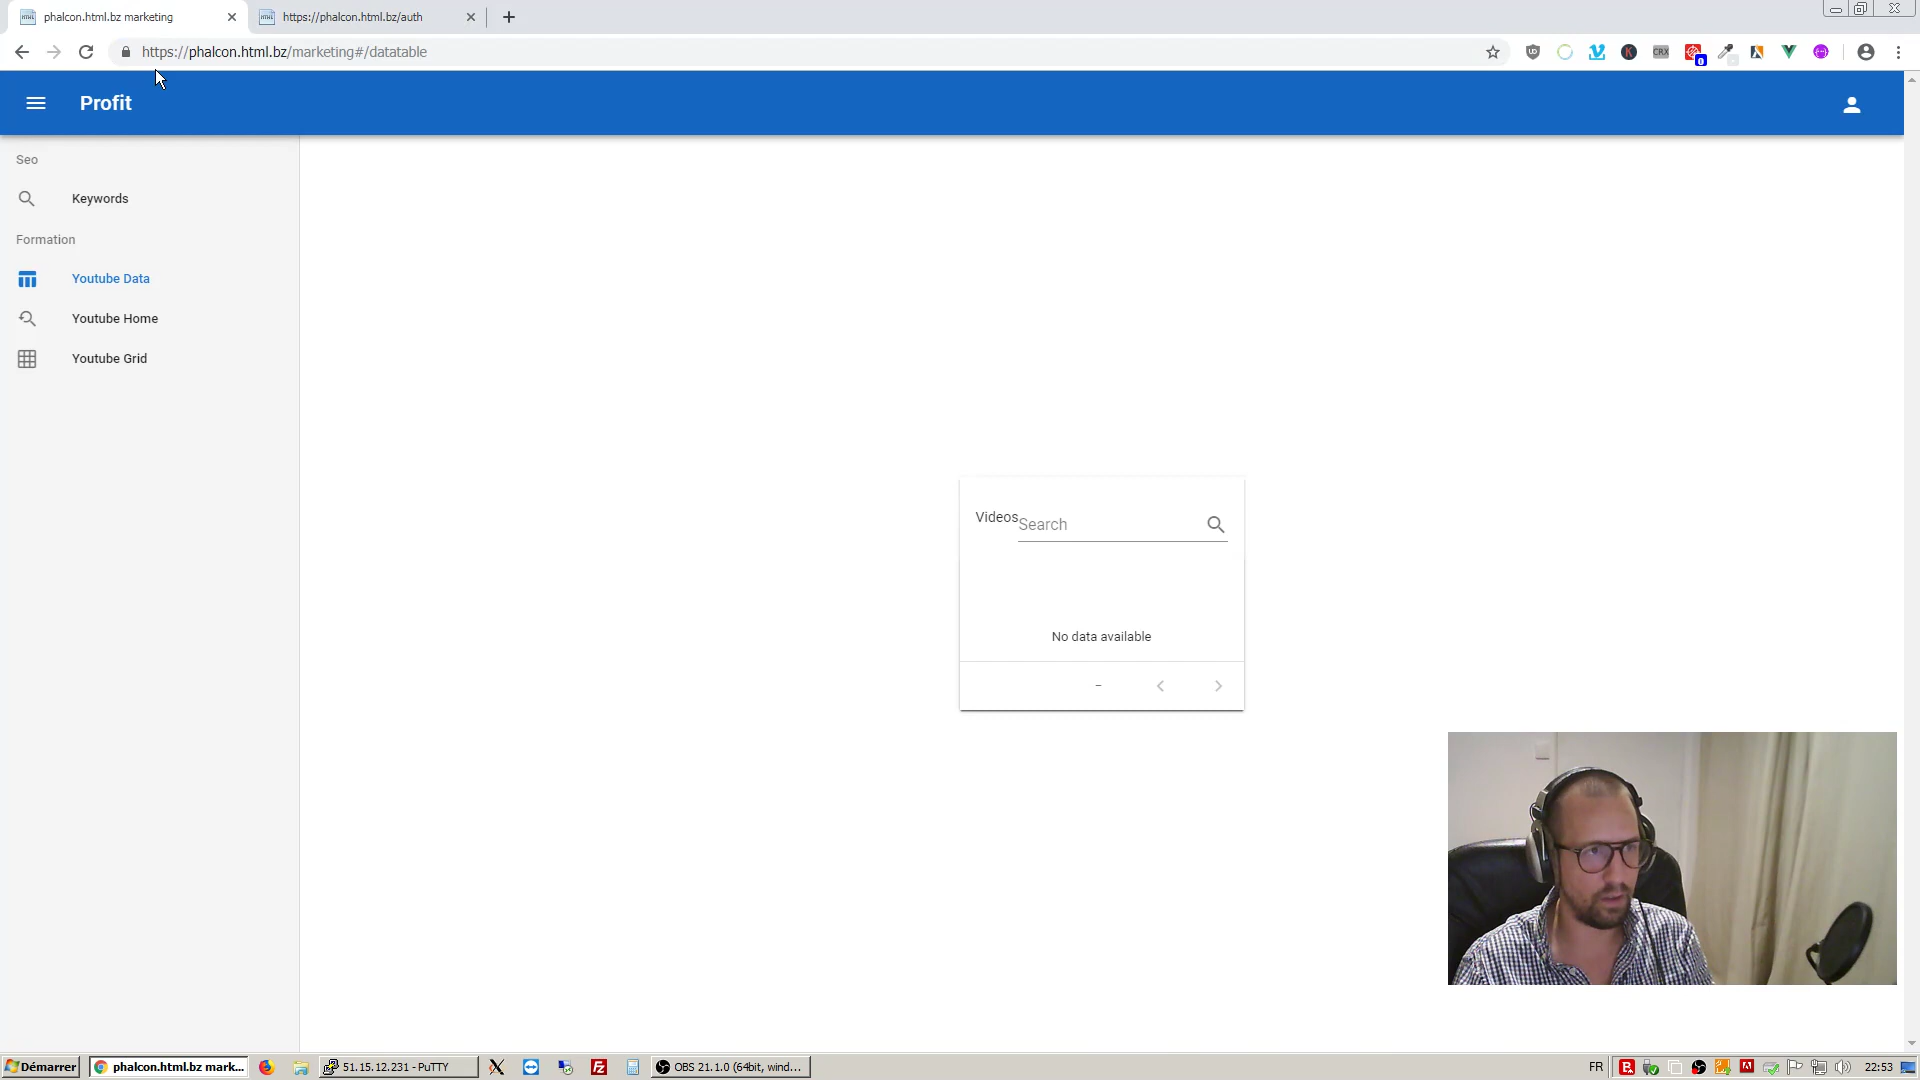 phalcon.html.bz marketing
https://phalcon.html.bz/auth
https://phalcon.html.bz/marketing#/datatable
CRX
0
Profit
Seo
Keywords
Formation
Youtube Data
Youtube Home
Youtube Grid
Videos
Search
No data available
–
Démarrer
phalcon.html.bz mark...
51.15.12.231 - PuTTY
OBS 21.1.0 (64bit, wind...
FR
22:53